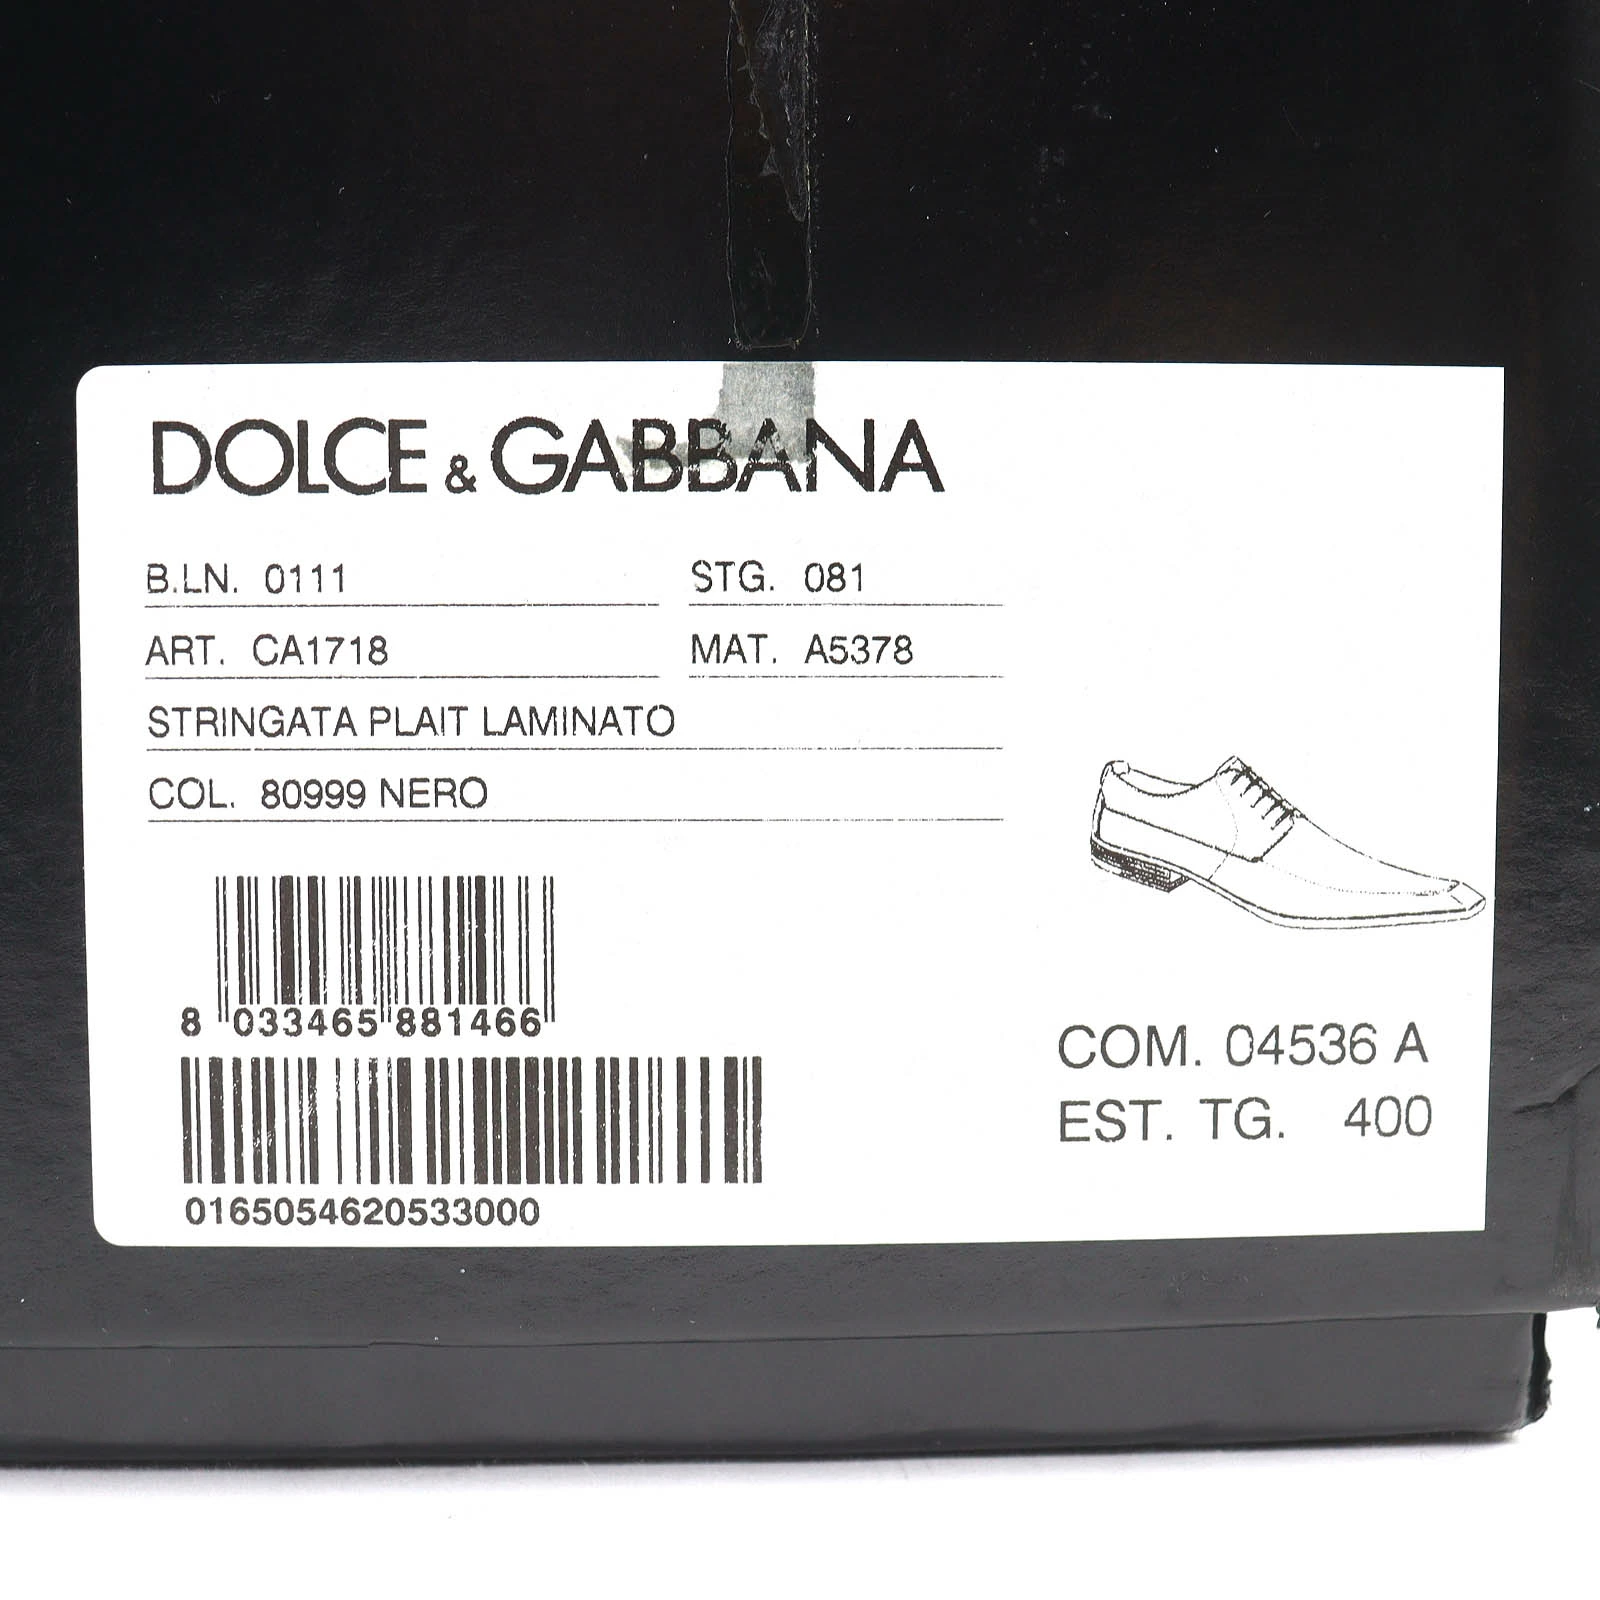 DOLCE & GABBANA
B.LN. 0111 STG. 081
ART. CA1718 MAT. A5378
STRINGATA PLAIT LAMINATO
COL. 80999 NERO
8 033465 881466
0165054620533000
COM. 04536 A
EST. TG. 400